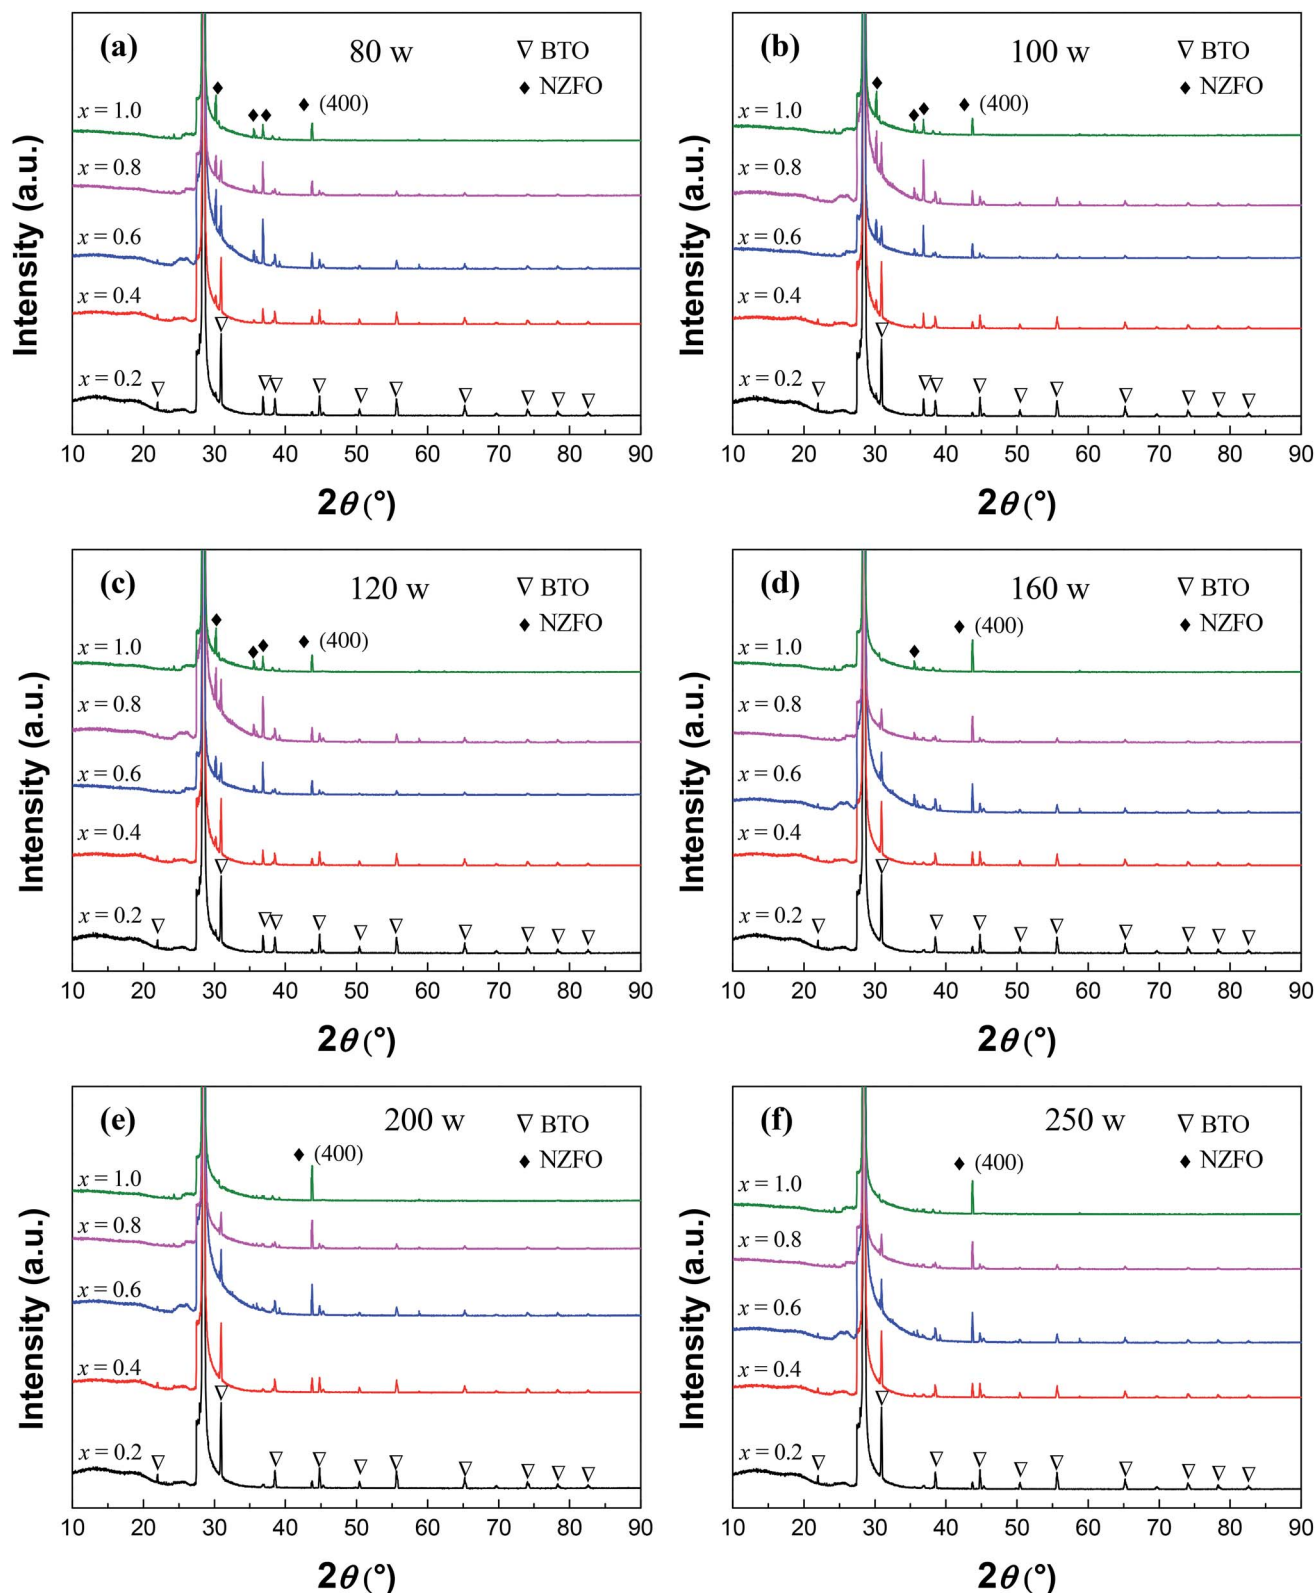 (a) 80 w ∇ BTO
♦ NZFO
♦ (400)
x = 1.0
x = 0.8
x = 0.6
x = 0.4
x = 0.2
Intensity (a.u.)
10 20 30 40 50 60 70 80 90
2θ (°)
(b) 100 w ∇ BTO
♦ NZFO
♦ (400)
x = 1.0
x = 0.8
x = 0.6
x = 0.4
x = 0.2
Intensity (a.u.)
10 20 30 40 50 60 70 80 90
2θ (°)
(c) 120 w ∇ BTO
♦ NZFO
♦ (400)
x = 1.0
x = 0.8
x = 0.6
x = 0.4
x = 0.2
Intensity (a.u.)
10 20 30 40 50 60 70 80 90
2θ (°)
(d) 160 w ∇ BTO
♦ NZFO
♦ (400)
x = 1.0
x = 0.8
x = 0.6
x = 0.4
x = 0.2
Intensity (a.u.)
10 20 30 40 50 60 70 80 90
2θ (°)
(e) 200 w ∇ BTO
♦ NZFO
♦ (400)
x = 1.0
x = 0.8
x = 0.6
x = 0.4
x = 0.2
Intensity (a.u.)
10 20 30 40 50 60 70 80 90
2θ (°)
(f) 250 w ∇ BTO
♦ NZFO
♦ (400)
x = 1.0
x = 0.8
x = 0.6
x = 0.4
x = 0.2
Intensity (a.u.)
10 20 30 40 50 60 70 80 90
2θ (°)